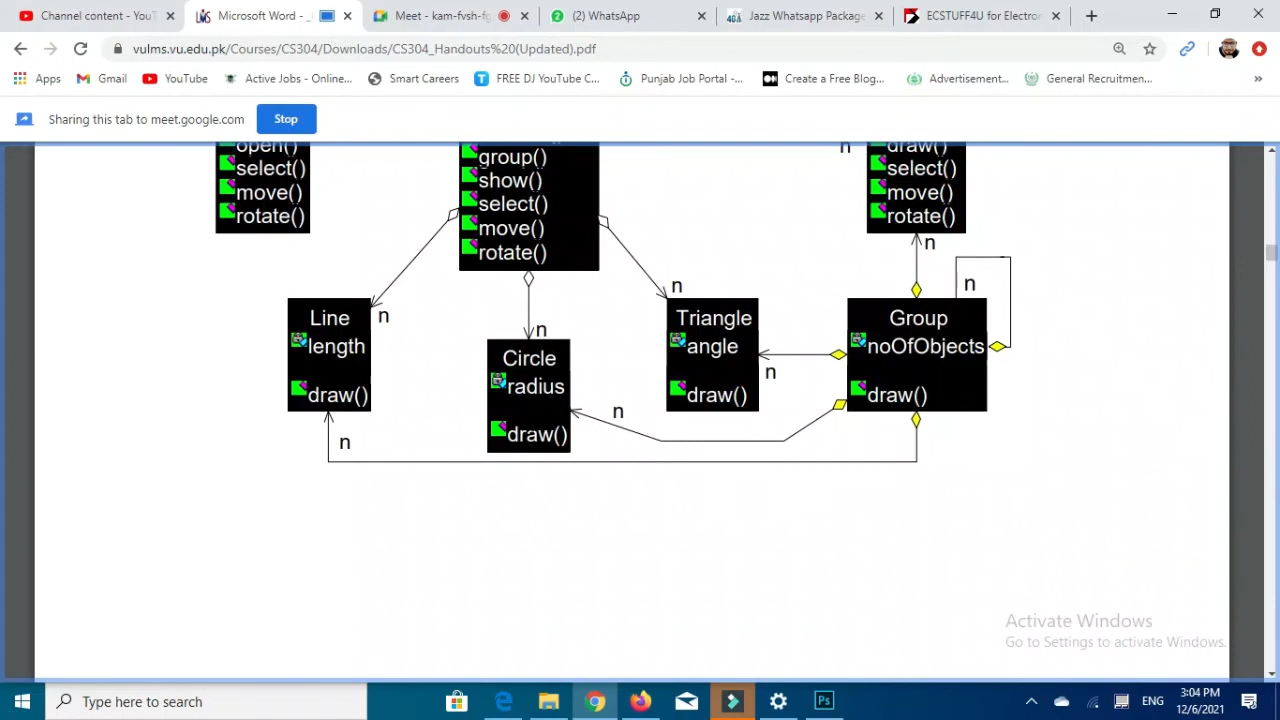 Channel content - YouT
Microsoft Word -
Meet - kam-fvsh-fg
(2) WhatsApp
Jazz Whatsapp Package
ECSTUFF4U for Electron
vulms.vu.edu.pk/Courses/CS304/Downloads/CS304_Handouts%20(Updated).pdf
Apps
Gmail
YouTube
Active Jobs - Online...
Smart Careers
FREE DJ YouTube C...
Punjab Job Portal -...
Create a Free Blog...
Advertisement...
General Recruitmen...
Sharing this tab to meet.google.com
Stop
open()
select()
move()
rotate()
group()
show()
select()
move()
rotate()
n
draw()
select()
move()
rotate()
n
n
Line
length
draw()
n
n
Circle
radius
draw()
n
Triangle
angle
draw()
n
Group
noOfObjects
draw()
n
n
Activate Windows
Go to Settings to activate Windows.
Type here to search
Ps
ENG
3:04 PM
12/6/2021